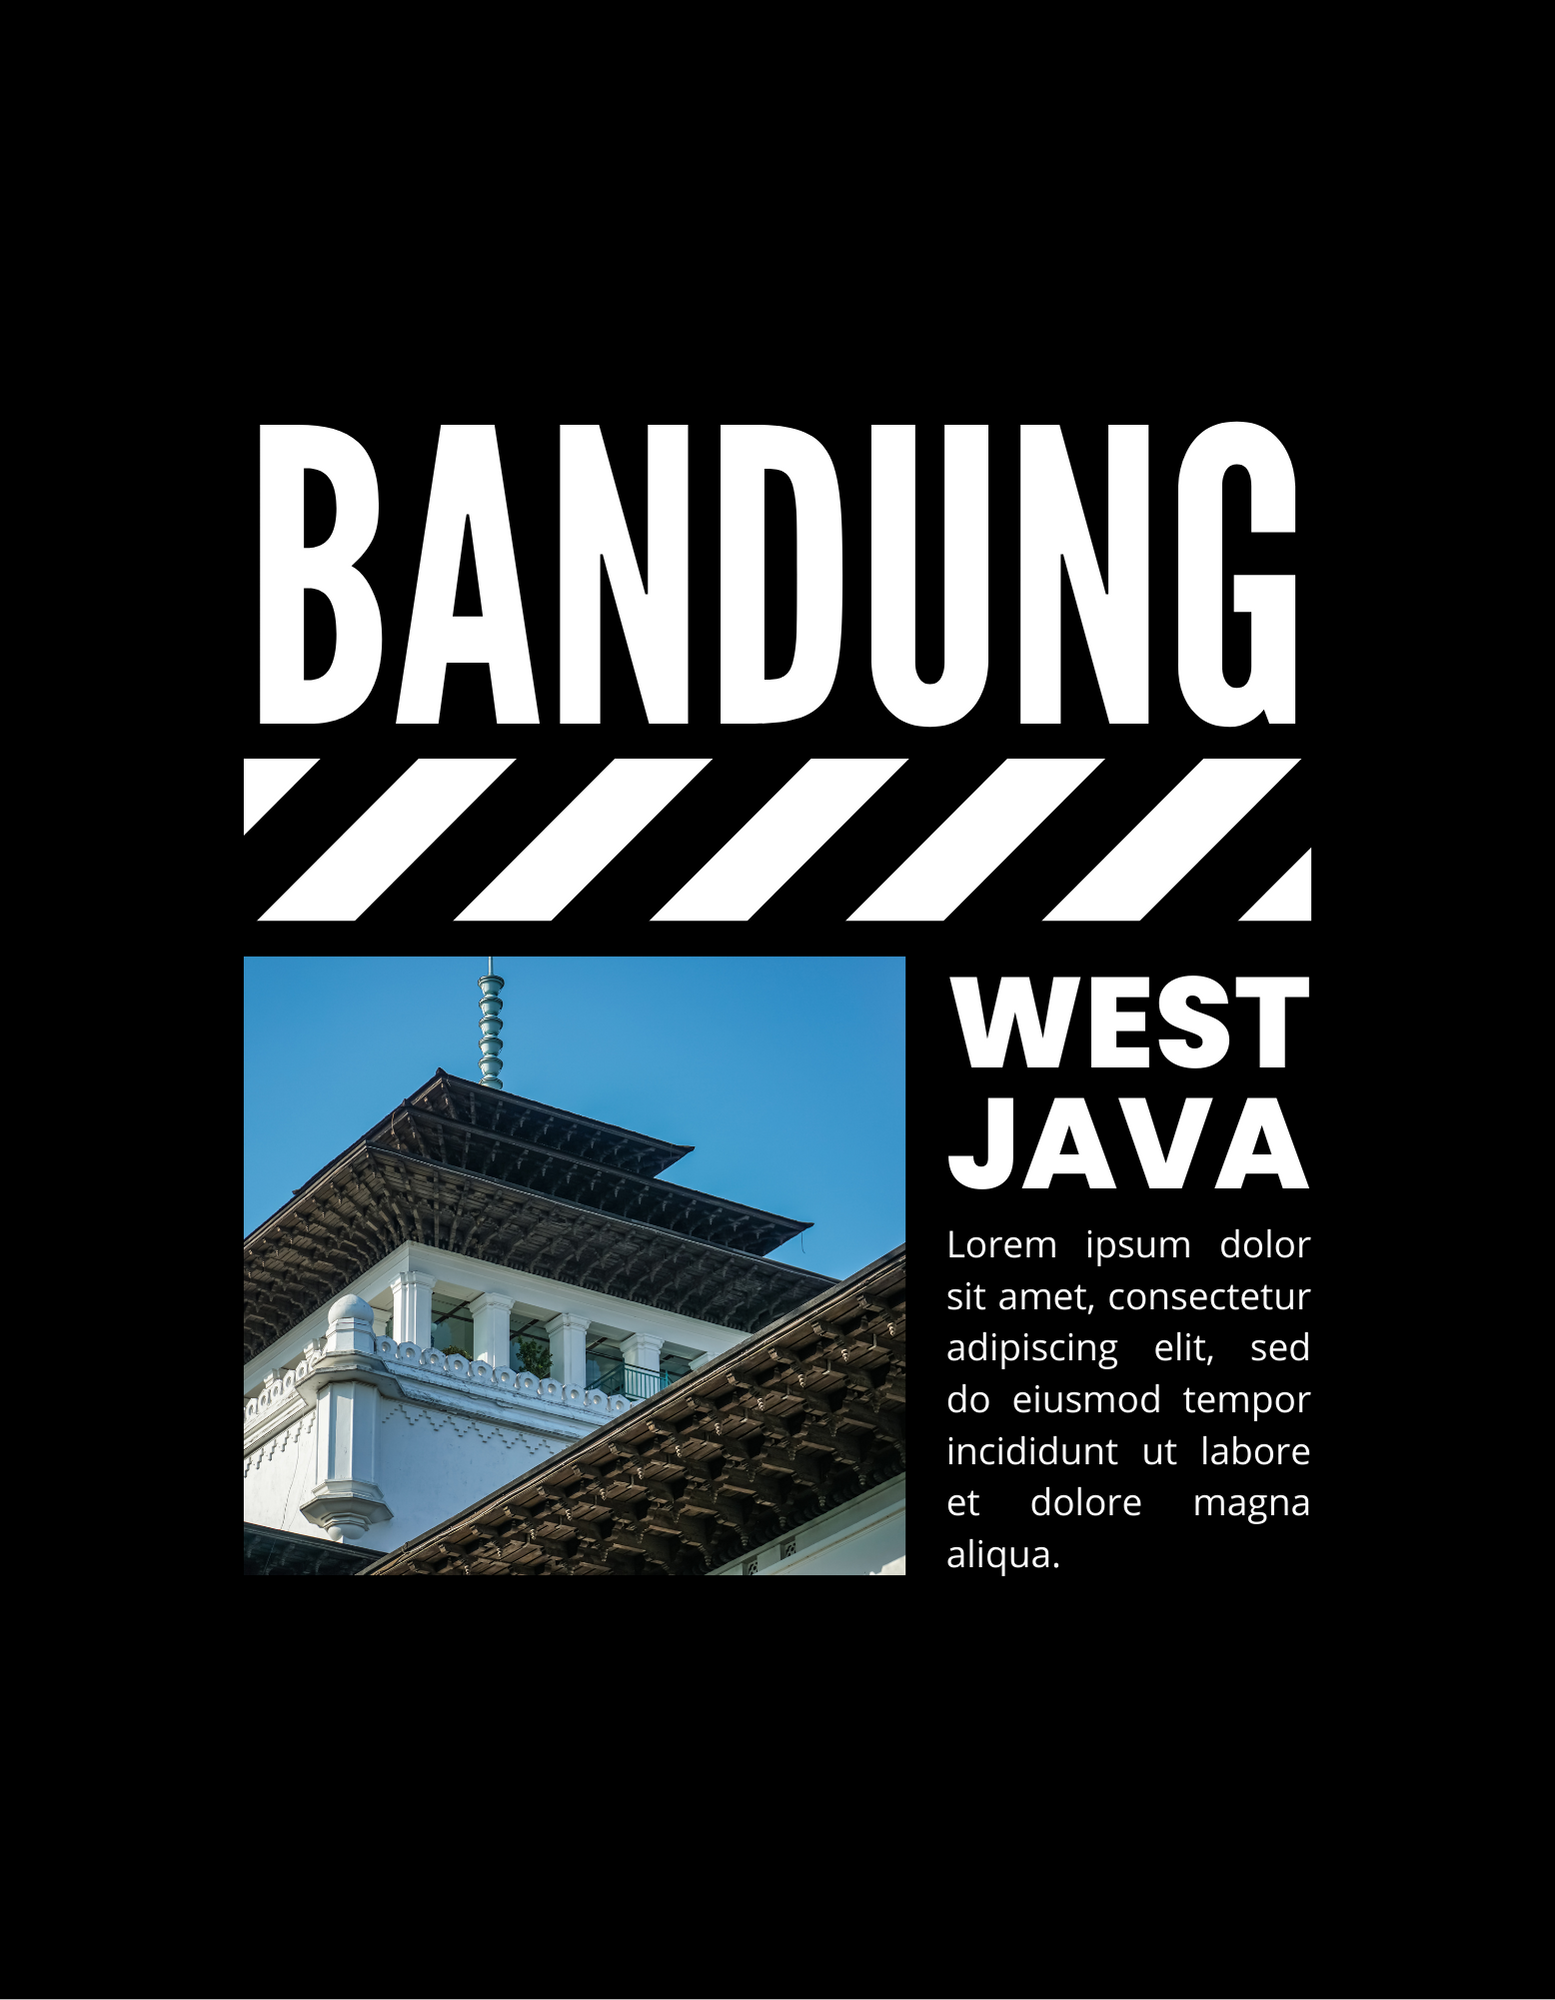 BANDUNG
WEST
JAVA
Lorem ipsum dolor
sit amet, consectetur
adipiscing elit, sed
do eiusmod tempor
incididunt ut labore
et dolore magna
aliqua.